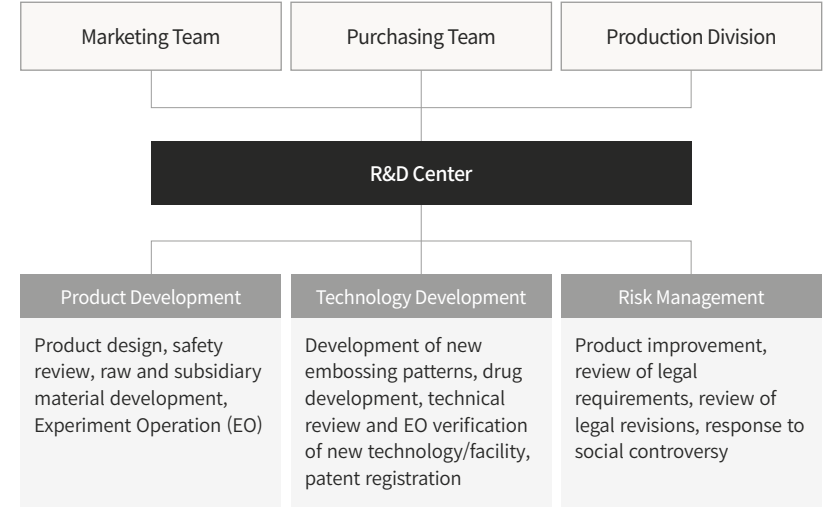 Marketing Team
Purchasing Team
Production Division
R&D Center
Product Development
Product design, safety
review, raw and subsidiary
material development,
Experiment Operation (EO)
Technology Development
Development of new
embossing patterns, drug
development, technical
review and EO verification
of new technology/facility,
patent registration
Risk Management
Product improvement,
review of legal
requirements, review of
legal revisions, response to
social controversy